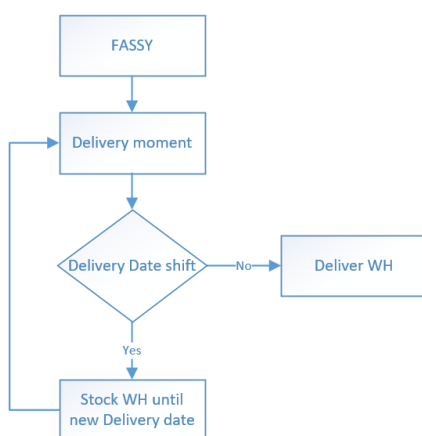 FASSY
Delivery moment
Delivery Date shift
No
Deliver WH
Yes
Stock WH until
new Delivery date